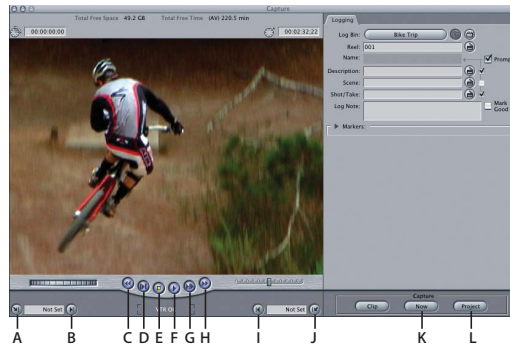 Capture
Total Free Space 49.2 GB Total Free Time (AV) 220.5 min
00:00:00;00
00:02:32;22
Logging
Log Bin: Bike Trip
Reel: 001
Name: Promp
Description:
Scene:
Shot/Take:
Log Note:
Mark
Good
Markers
Not Set
VTR O
Not Set
Capture
Clip Now Project
A B C D E F G H I J K L